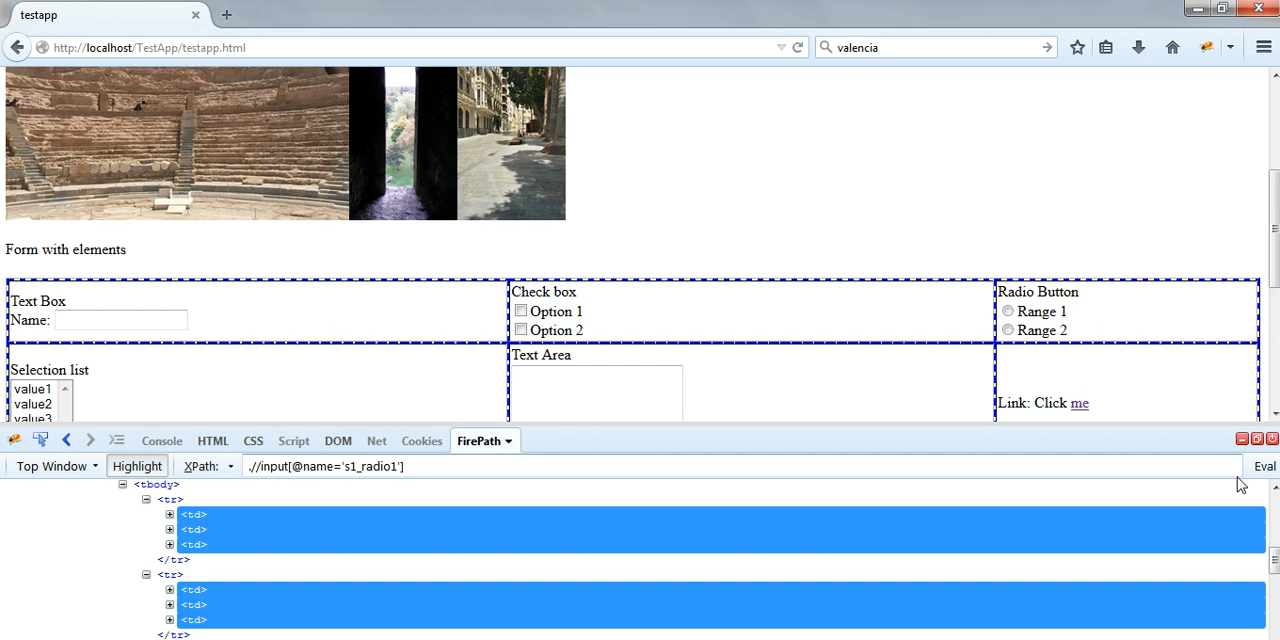 testapp
http://localhost/TestApp/testapp.html
valencia
Form with elements
Text Box
Name:
Check box
Option 1
Option 2
Radio Button
Range 1
Range 2
Selection list
value1
value2
value3
Text Area
Link: Click me
Console HTML CSS Script DOM Net Cookies FirePath
Top Window Highlight XPath: .//input[@name='s1_radio1'] Eval
<tbody>
<tr>
<td>
<td>
<td>
</tr>
<tr>
<td>
<td>
<td>
</tr>